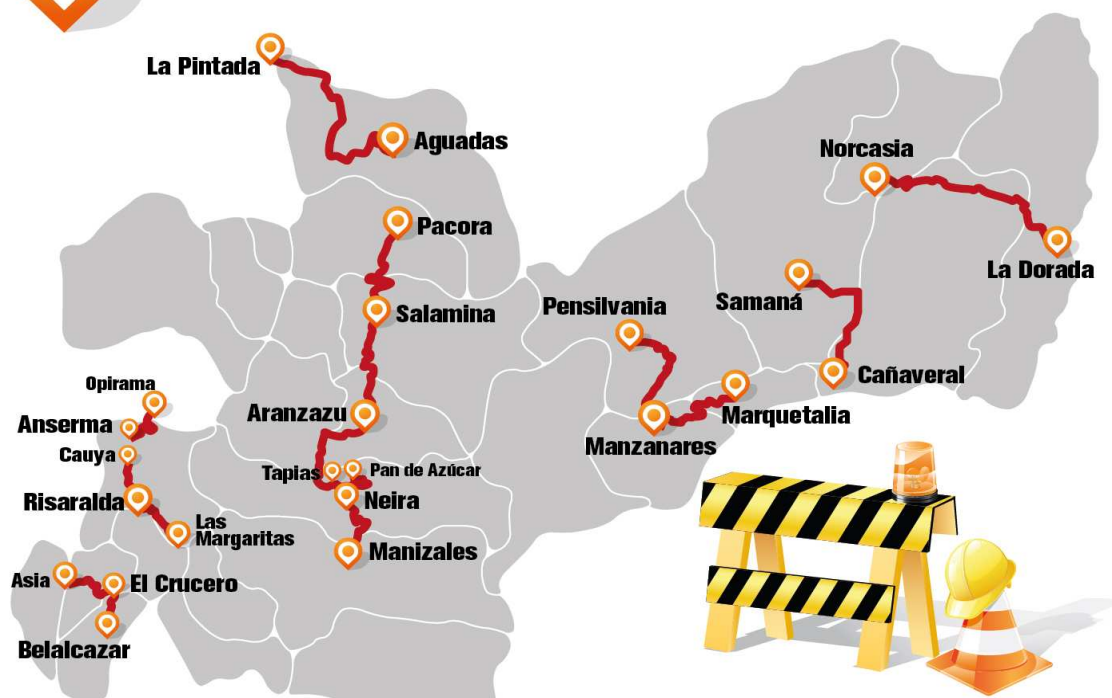 La Pintada
Aguadas
Norcasia
Pacora
La Dorada
Samaná
Pensilvania
Salamina
Cañaveral
Opirama
Marquetalia
Aranzazu
Anserma
Manzanares
Cauya
Tapias
Pan de Azúcar
Risaralda
Neira
Las
Margaritas
Manizales
Asia
El Crucero
Belalcazar